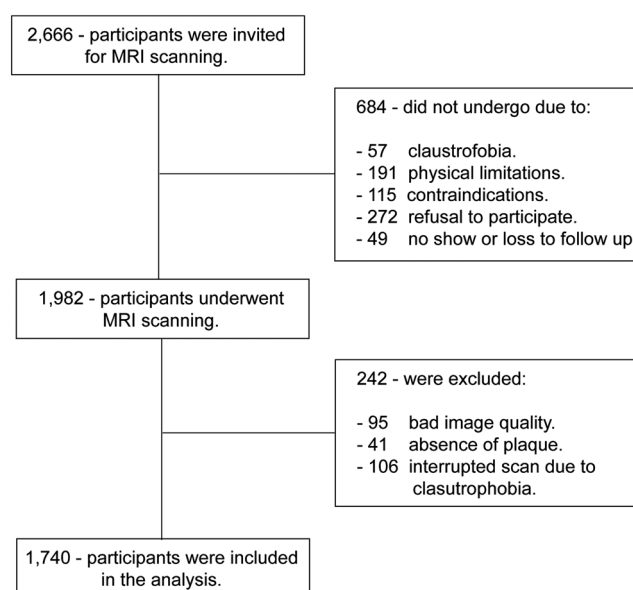 2,666 - participants were invited
for MRI scanning.
684 - did not undergo due to:
- 57 claustrofobia.
- 191 physical limitations.
- 115 contraindications.
- 272 refusal to participate.
- 49 no show or loss to follow up
1,982 - participants underwent
MRI scanning.
242 - were excluded:
- 95 bad image quality.
- 41 absence of plaque.
- 106 interrupted scan due to
clasutrophobia.
1,740 - participants were included
in the analysis.